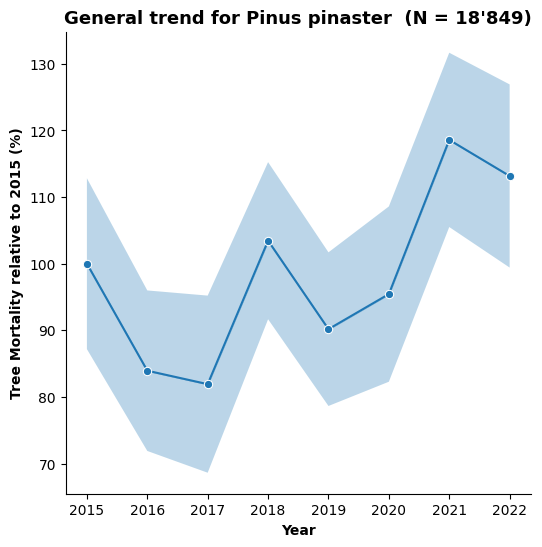 General trend for Pinus pinaster  (N = 18'849)
Tree Mortality relative to 2015 (%)
130
120
110
100
90
80
70
2015 2016 2017 2018 2019 2020 2021 2022
Year